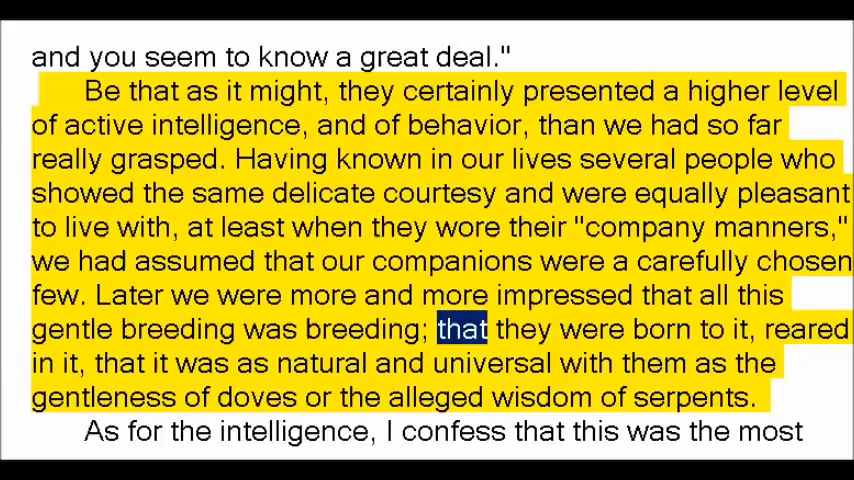 and you seem to know a great deal."
Be that as it might, they certainly presented a higher level
of active intelligence, and of behavior, than we had so far
really grasped. Having known in our lives several people who
showed the same delicate courtesy and were equally pleasant
to live with, at least when they wore their "company manners,"
we had assumed that our companions were a carefully chosen
few. Later we were more and more impressed that all this
gentle breeding was breeding; that they were born to it, reared
in it, that it was as natural and universal with them as the
gentleness of doves or the alleged wisdom of serpents.
As for the intelligence, I confess that this was the most